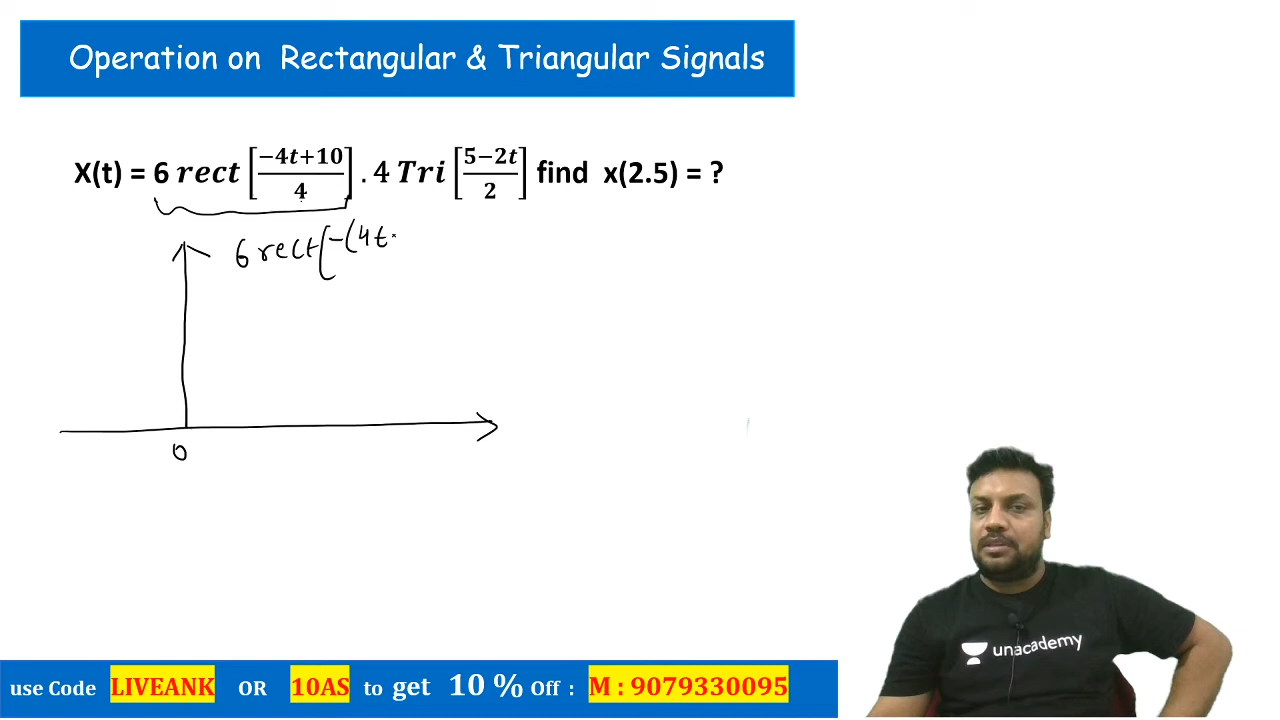 Operation on Rectangular & Triangular Signals
X(t) = 6 rect [(−4t+10)/4] . 4 Tri [(5−2t)/2] find x(2.5) = ?
6 rect[-(4t
0
unacademy
use Code LIVEANK OR 10AS to get 10 % Off : M : 9079330095